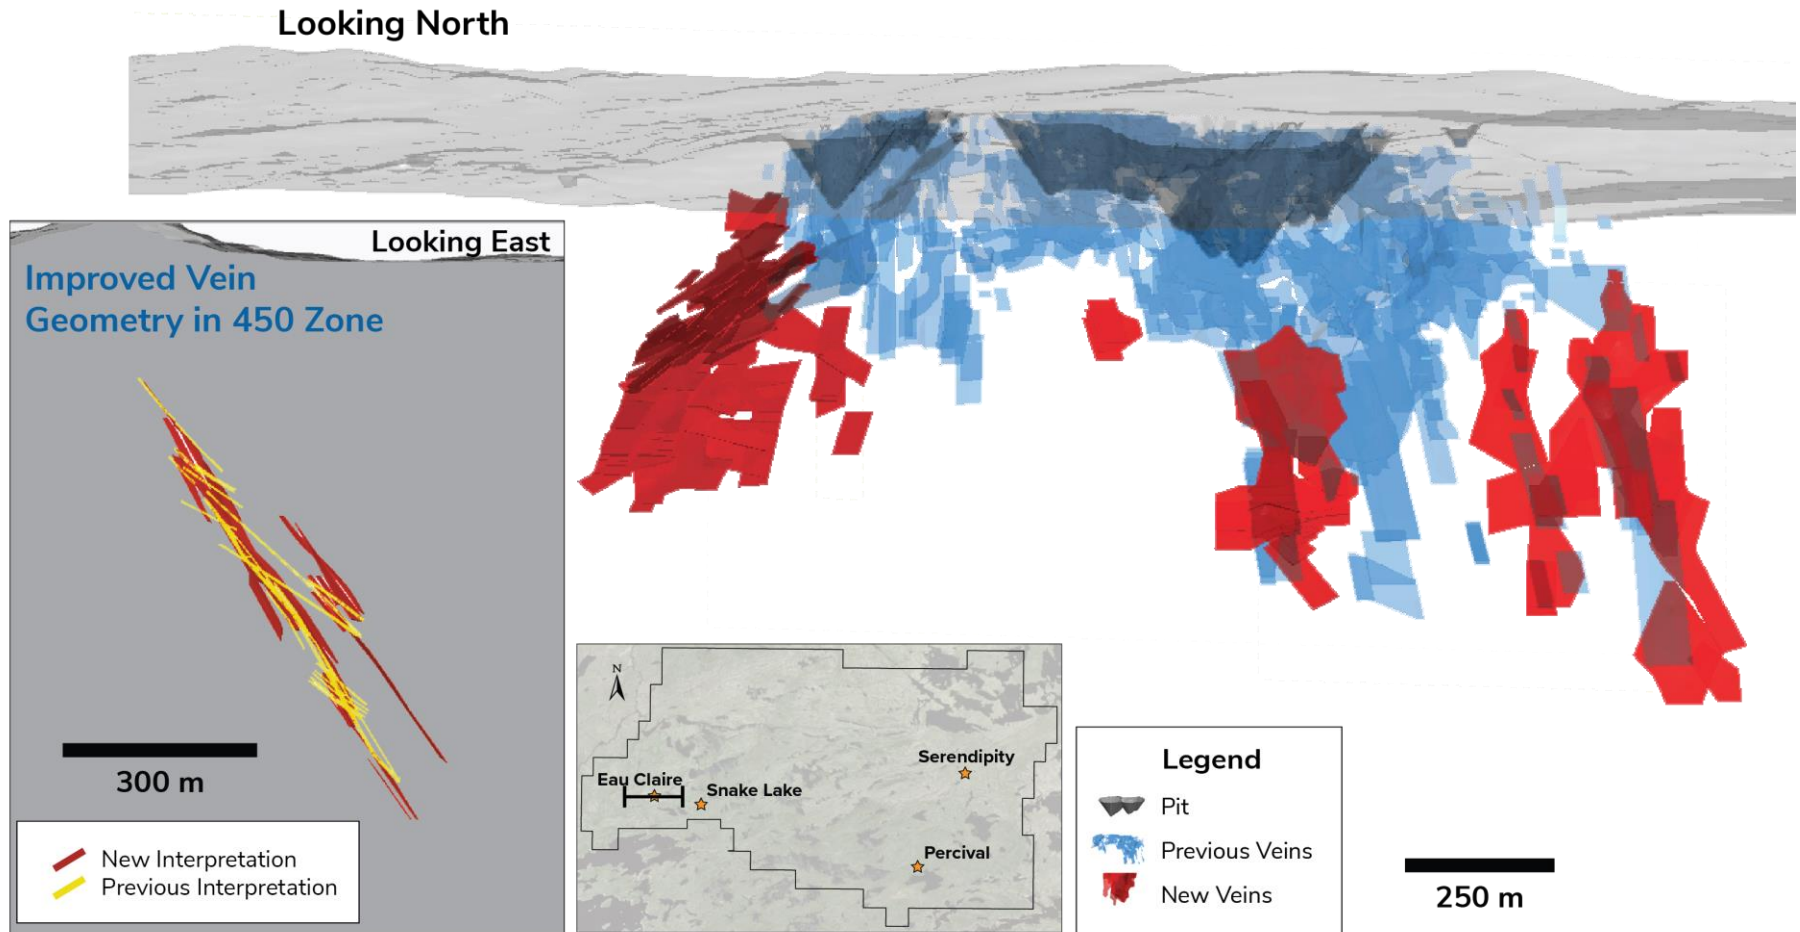 Looking North
Looking East
Improved Vein
Geometry in 450 Zone
300 m
New Interpretation
Previous Interpretation
N
Serendipity
Eau Claire
Snake Lake
Percival
Legend
Pit
Previous Veins
New Veins
250 m